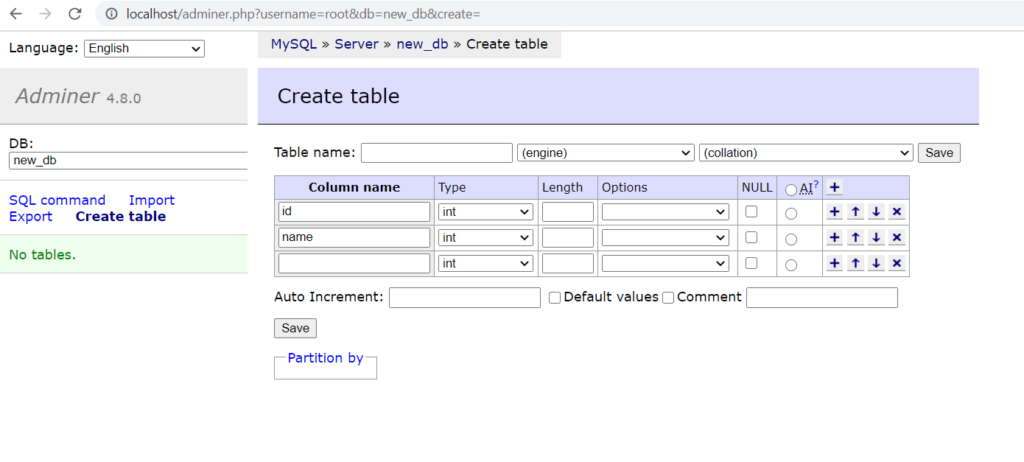 localhost/adminer.php?username=root&db=new_db&create=
Language: English
MySQL » Server » new_db » Create table
Adminer 4.8.0
Create table
DB:
new_db
SQL command Import
Export Create table
No tables.
Table name: (engine) (collation) Save
Column name Type Length Options NULL AI? +
id int
name int
int
Auto Increment: Default values Comment
Save
Partition by